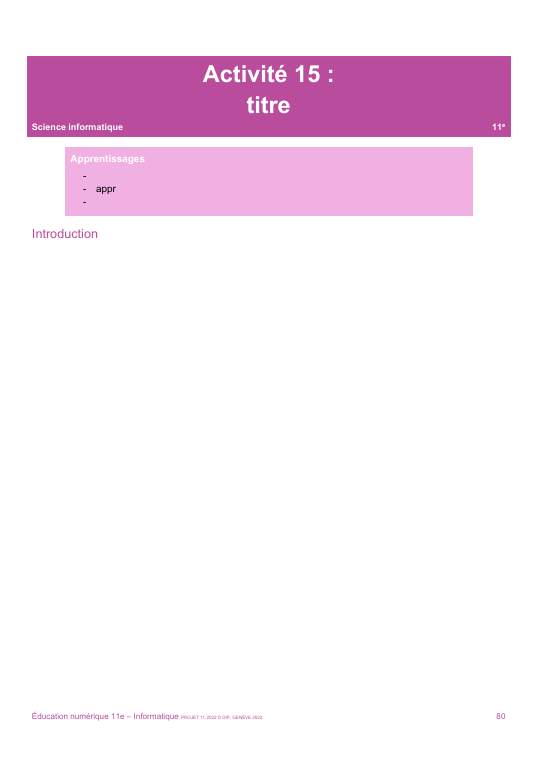 Activité 15 :
titre
Science informatique 11e
Apprentissages
-
- appr
-
Introduction
Éducation numérique 11e – Informatique PROJET 11.2022 © DIP, GENÈVE 2022. 80